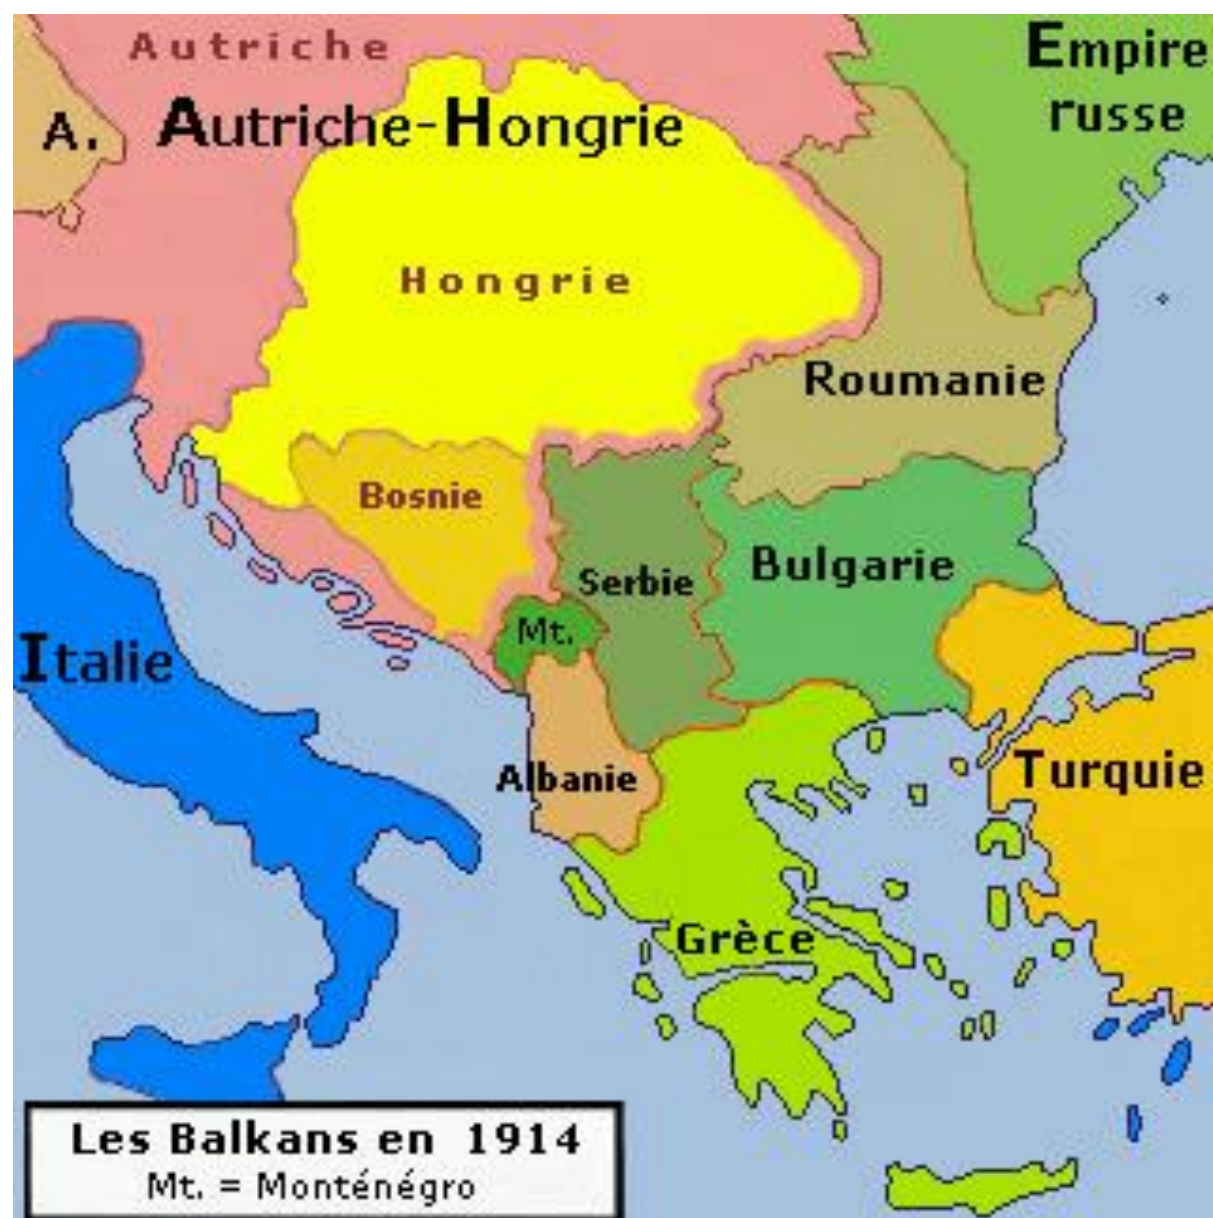 Autriche
Empire
russe
A.
Autriche-Hongrie
Hongrie
Roumanie
Bosnie
Bulgarie
Serbie
Mt.
Italie
Albanie
Turquie
Grèce
Les Balkans en 1914
Mt. = Monténégro